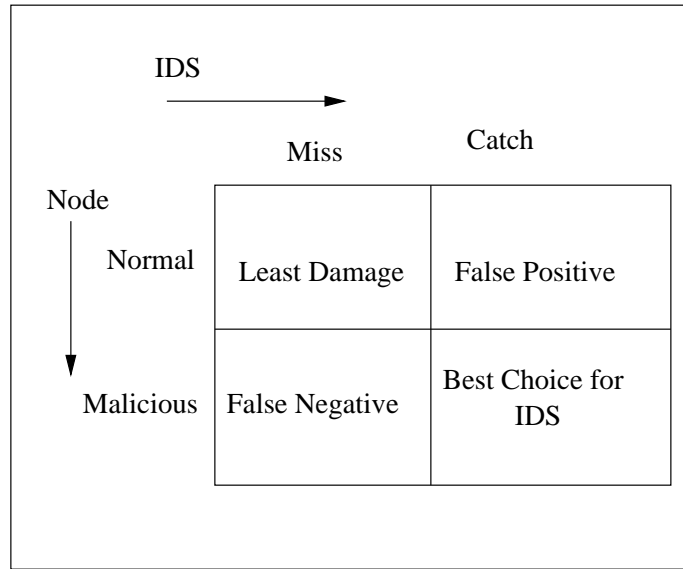 IDS
Miss
Catch
Node
Normal
Least Damage
False Positive
Malicious
False Negative
Best Choice for
IDS